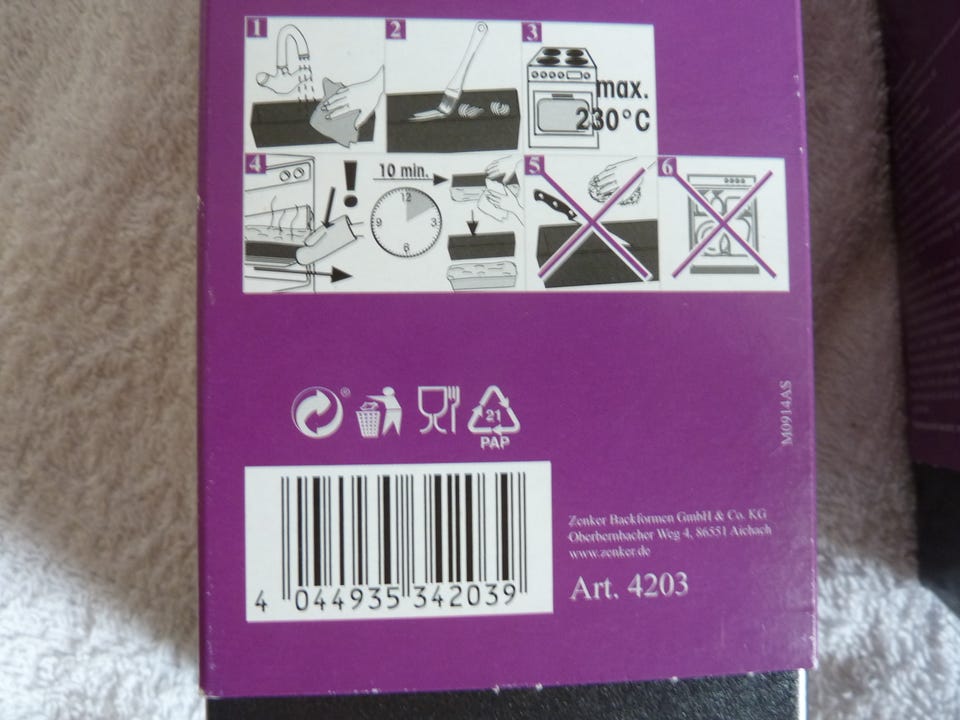 1
2
3
max.
230°C
4
!
10 min.
12
3
6
9
5
6
®
21
PAP
M0914AS
4 044935 342039
Zenker Backformen GmbH & Co. KG
Oberbernbacher Weg 4, 86551 Aichach
www.zenker.de
Art. 4203